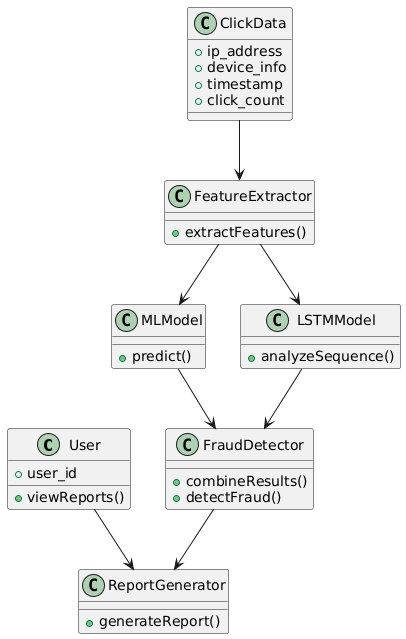 C ClickData
ip_address
device_info
timestamp
click_count
C FeatureExtractor
extractFeatures()
C MLModel
predict()
C LSTMModel
analyzeSequence()
C User
user_id
viewReports()
C FraudDetector
combineResults()
detectFraud()
C ReportGenerator
generateReport()